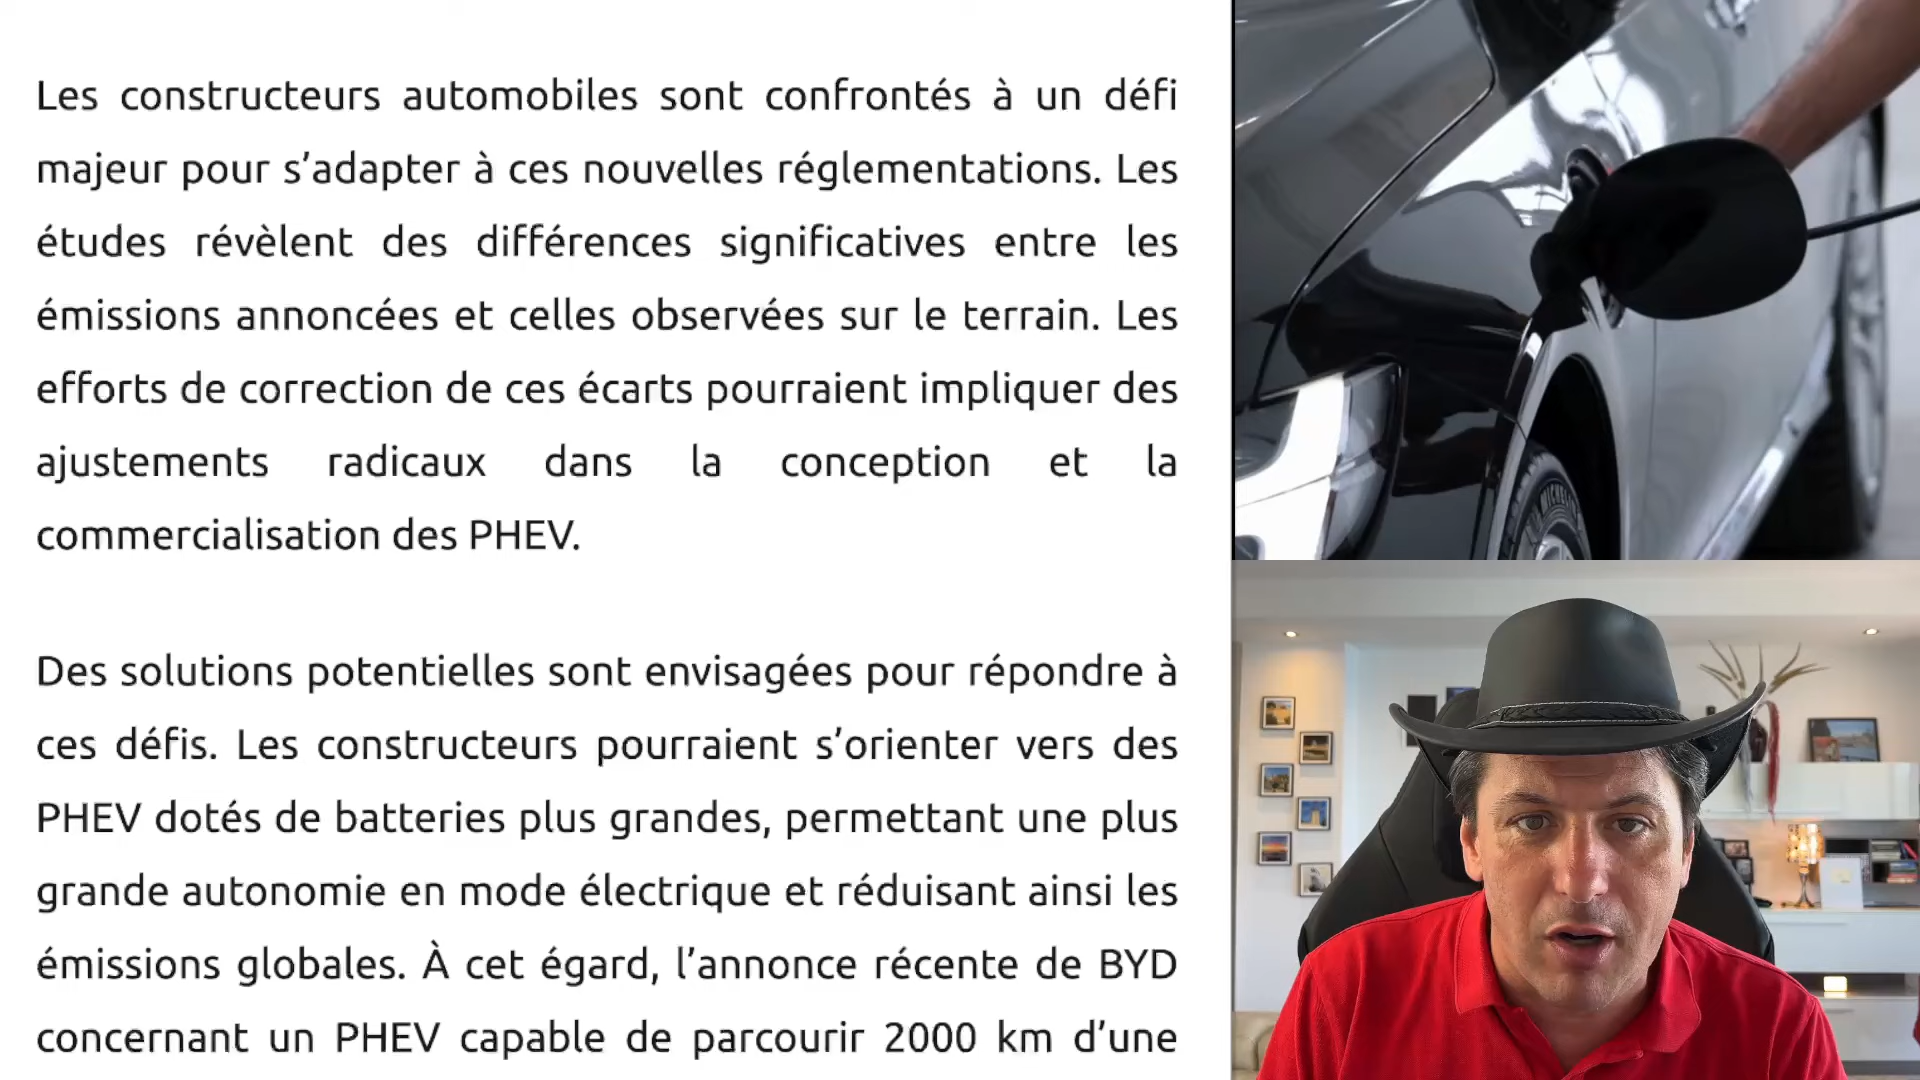 Les constructeurs automobiles sont confrontés à un défi
majeur pour s’adapter à ces nouvelles réglementations. Les
études révèlent des différences significatives entre les
émissions annoncées et celles observées sur le terrain. Les
efforts de correction de ces écarts pourraient impliquer des
ajustements radicaux dans la conception et la
commercialisation des PHEV.
Des solutions potentielles sont envisagées pour répondre à
ces défis. Les constructeurs pourraient s’orienter vers des
PHEV dotés de batteries plus grandes, permettant une plus
grande autonomie en mode électrique et réduisant ainsi les
émissions globales. À cet égard, l’annonce récente de BYD
concernant un PHEV capable de parcourir 2000 km d’une
MICHELIN